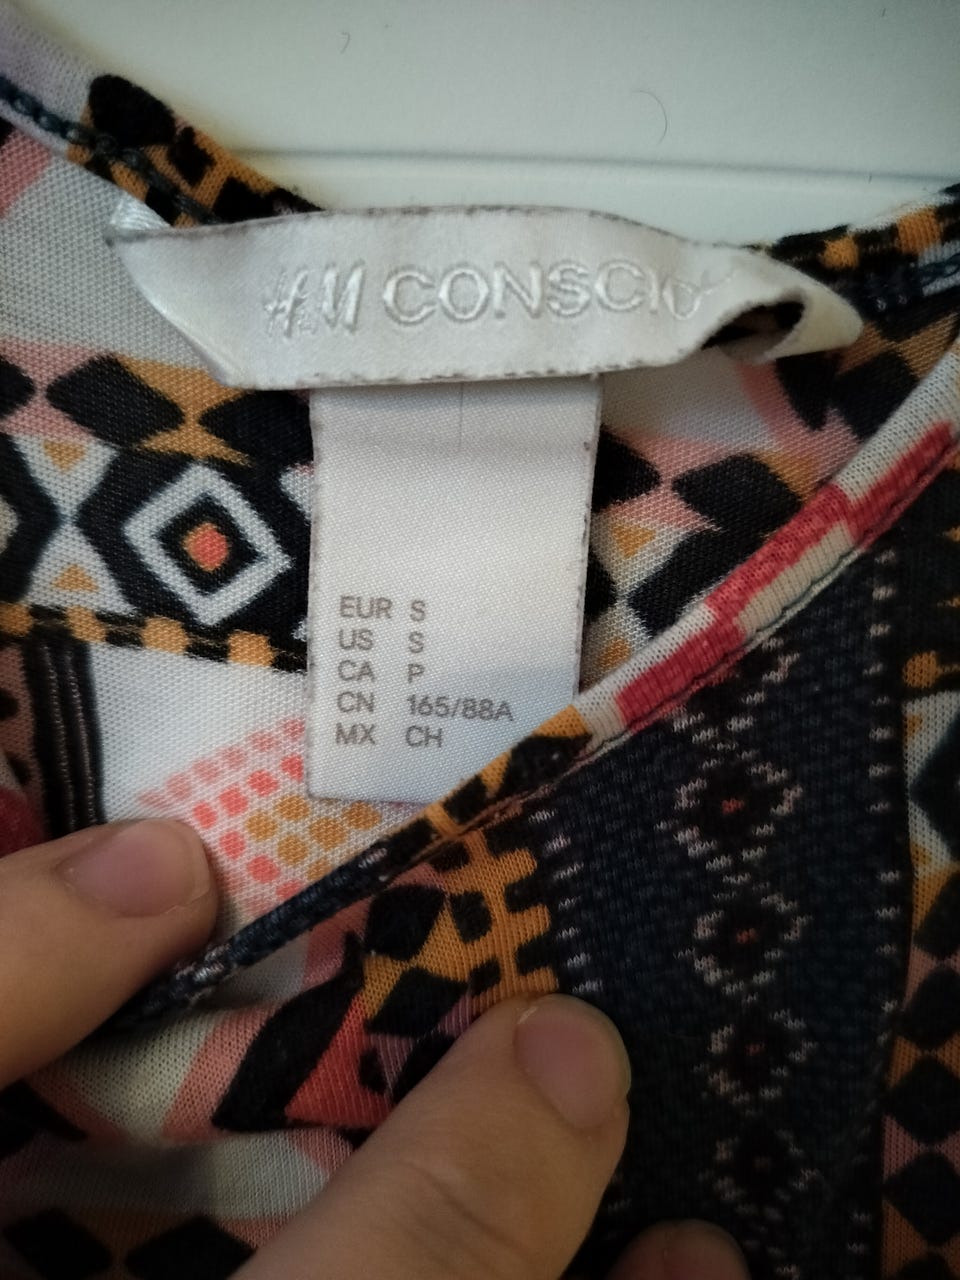 H&M CONSCIO
EUR S
US S
CA P
CN 165/88A
MX CH